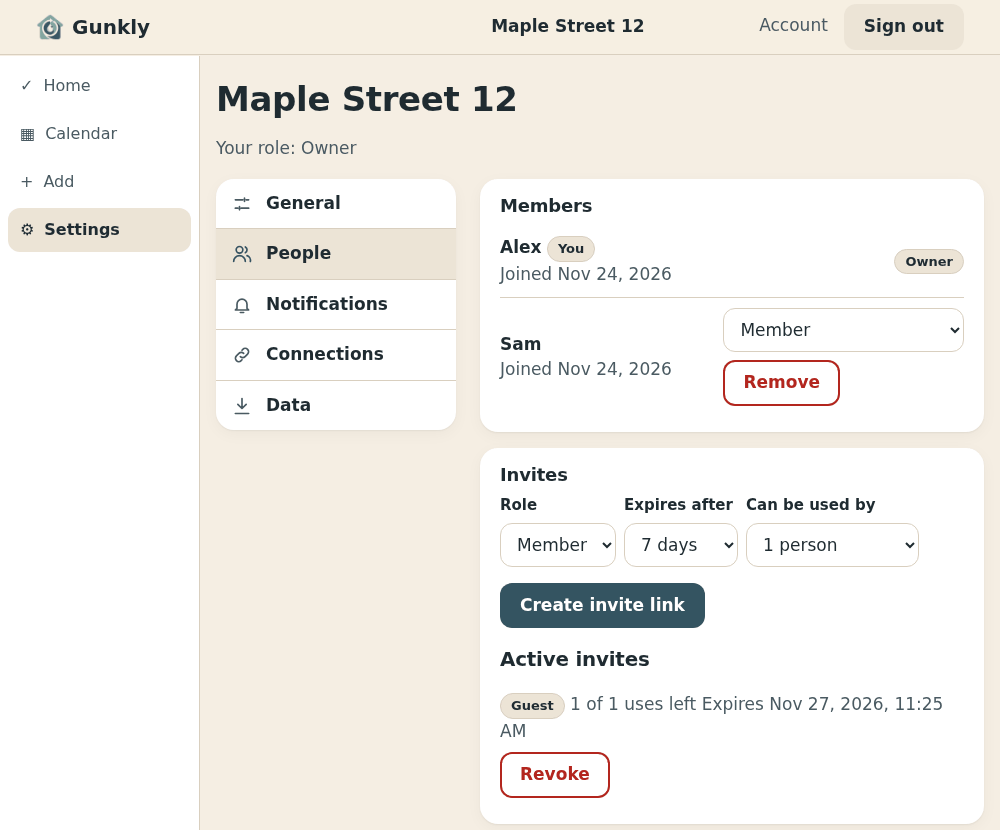 Gunkly
Maple Street 12
Account
Sign out
✓ Home
▦ Calendar
+ Add
⚙ Settings
Maple Street 12
Your role: Owner
General
People
Notifications
Connections
Data
Members
Alex You
Joined Nov 24, 2026
Owner
Sam
Joined Nov 24, 2026
Member
Remove
Invites
Role Expires after Can be used by
Member 7 days 1 person
Create invite link
Active invites
Guest 1 of 1 uses left Expires Nov 27, 2026, 11:25
AM
Revoke